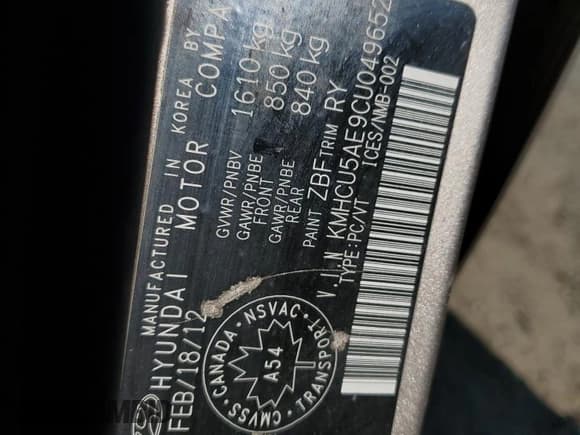 MANUFACTURED IN KOREA BY
HYUNDAI MOTOR COMPA
FEB/18/12
GVWR/PNBV 1610 kg
GAWR/PNBE FRONT 850 kg
GAWR/PNBE REAR 840 kg
PAINT ZBF TRIM RY
V.I.N KMHCU5AE9CU049652
TYPE:PC/VT ICES/NMB-002
CANADA · NSVAC · TRANSPORT · CMVSS
A54